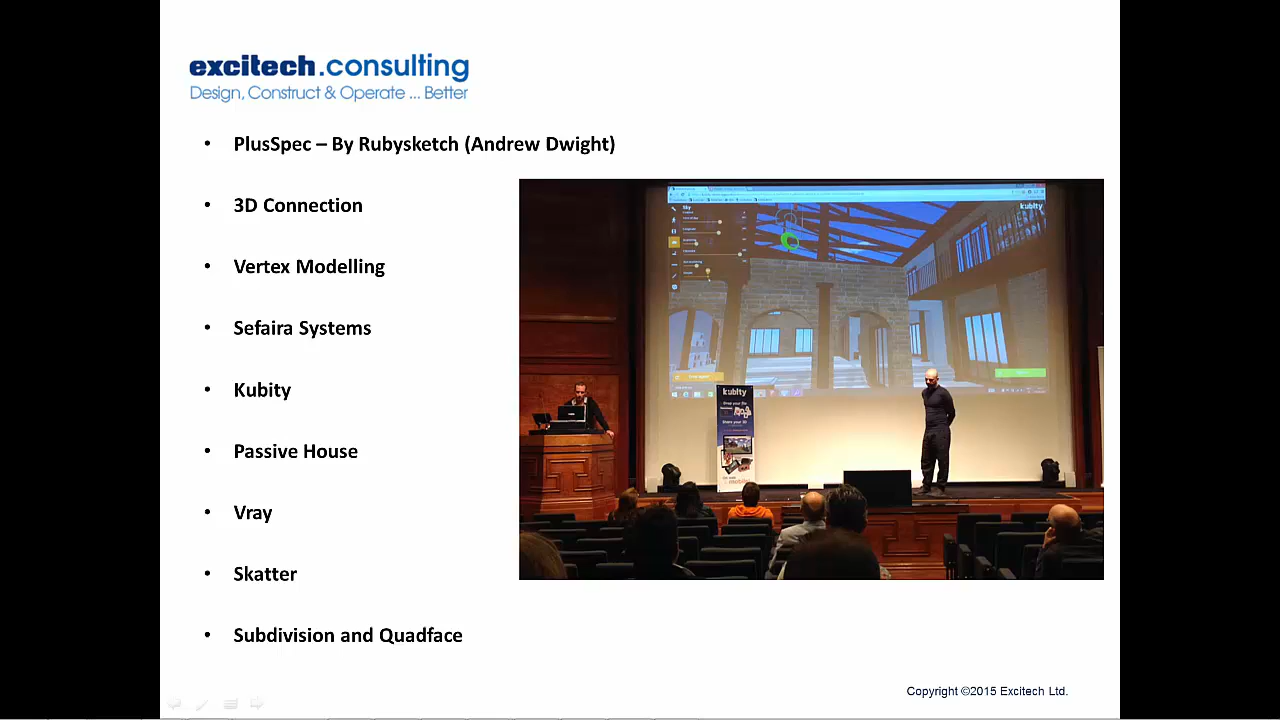 excitech.consulting
Design, Construct & Operate ... Better
• PlusSpec – By Rubysketch (Andrew Dwight)
• 3D Connection
• Vertex Modelling
• Sefaira Systems
• Kubity
• Passive House
• Vray
• Skatter
• Subdivision and Quadface
Sky
kubity
kubity
Copyright ©2015 Excitech Ltd.